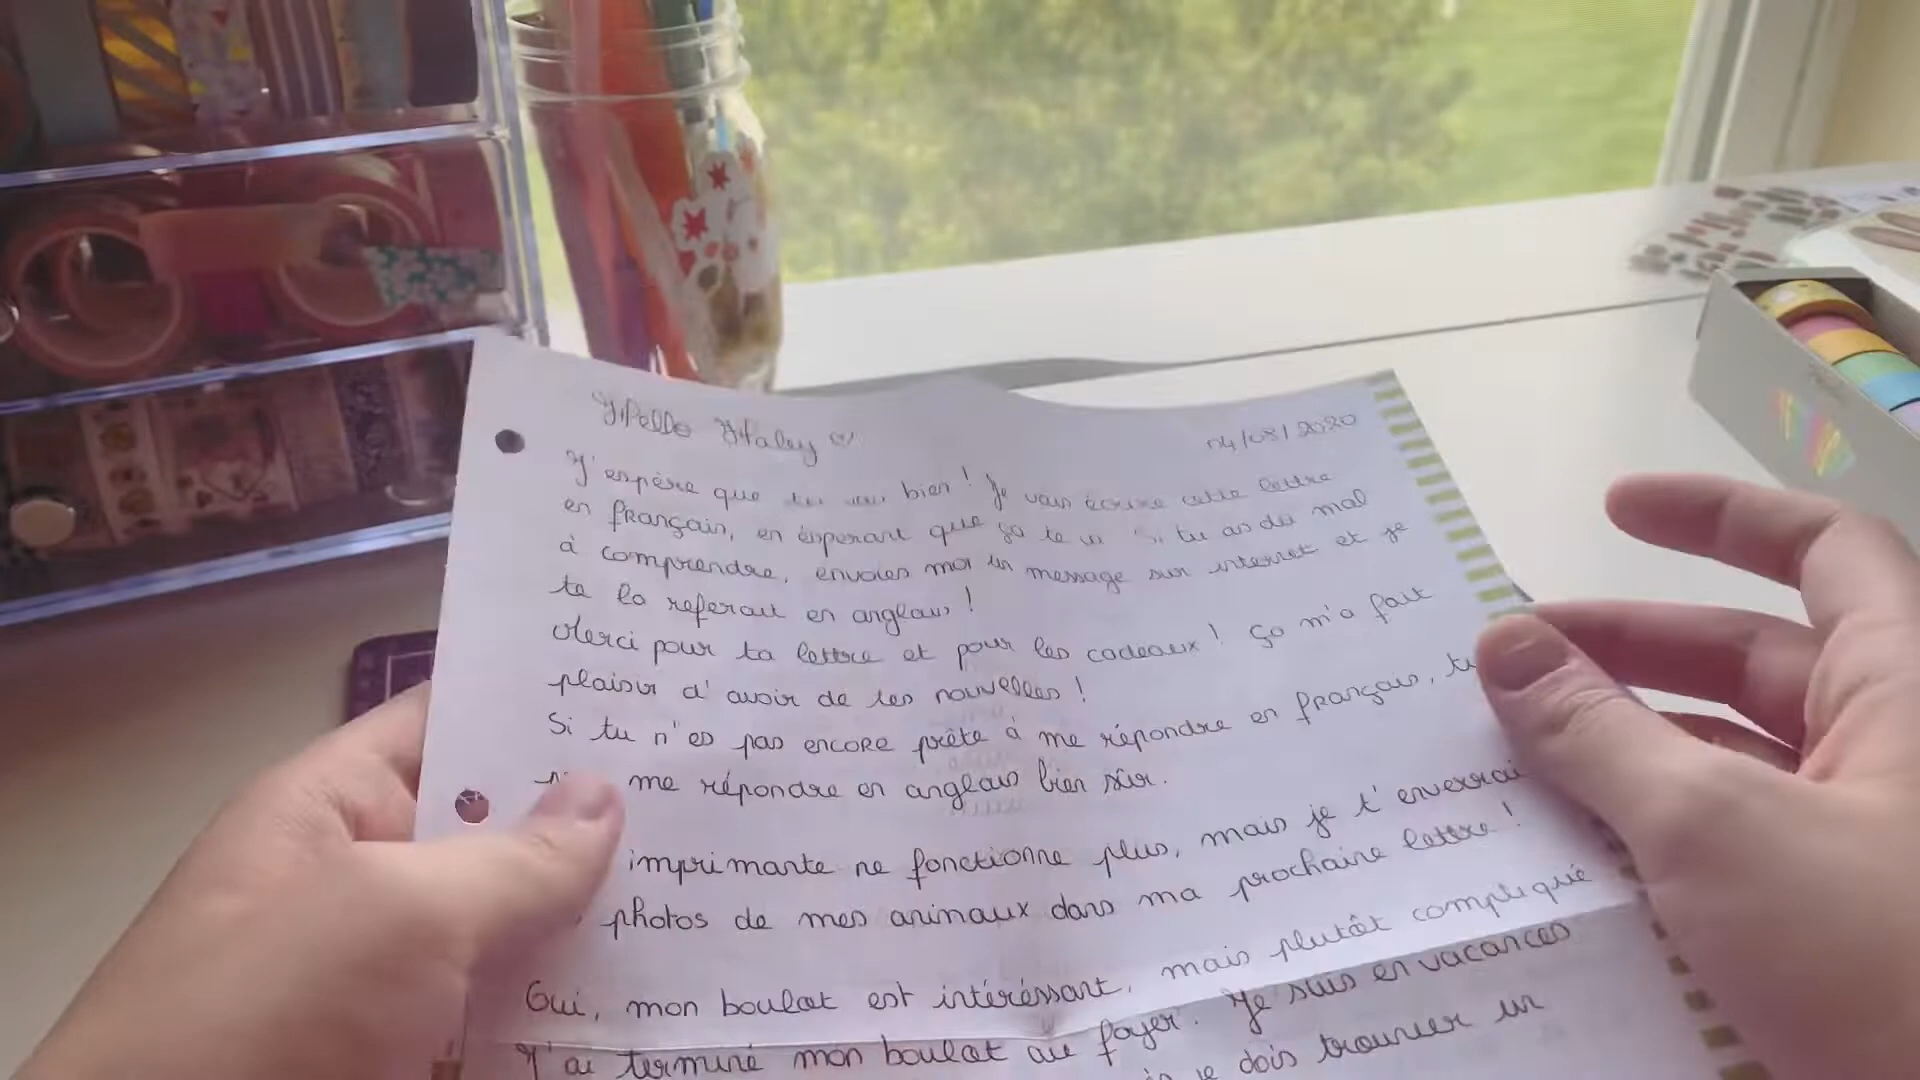 Hello Haley ♡
04/08/2020
J'espère que tu vas bien ! Je vais écrire cette lettre
en français, en ésperant que ça te va. Si tu as du mal
à comprendre, envoies moi un message sur internet et je
te la referait en anglais !
Merci pour ta lettre et pour les cadeaux ! Ça m'a fait
plaisir d'avoir de tes nouvelles !
Si tu n'es pas encore prête à me répondre en français, tu
me répondre en anglais bien sûr.
imprimante ne fonctionne plus, mais je t'enverrai
photos de mes animaux dans ma prochaine lettre !
Oui, mon boulot est intéréssant, mais plutôt compliqué
J'ai terminé mon boulot au foyer. Je suis en vacances
je dois trouver un